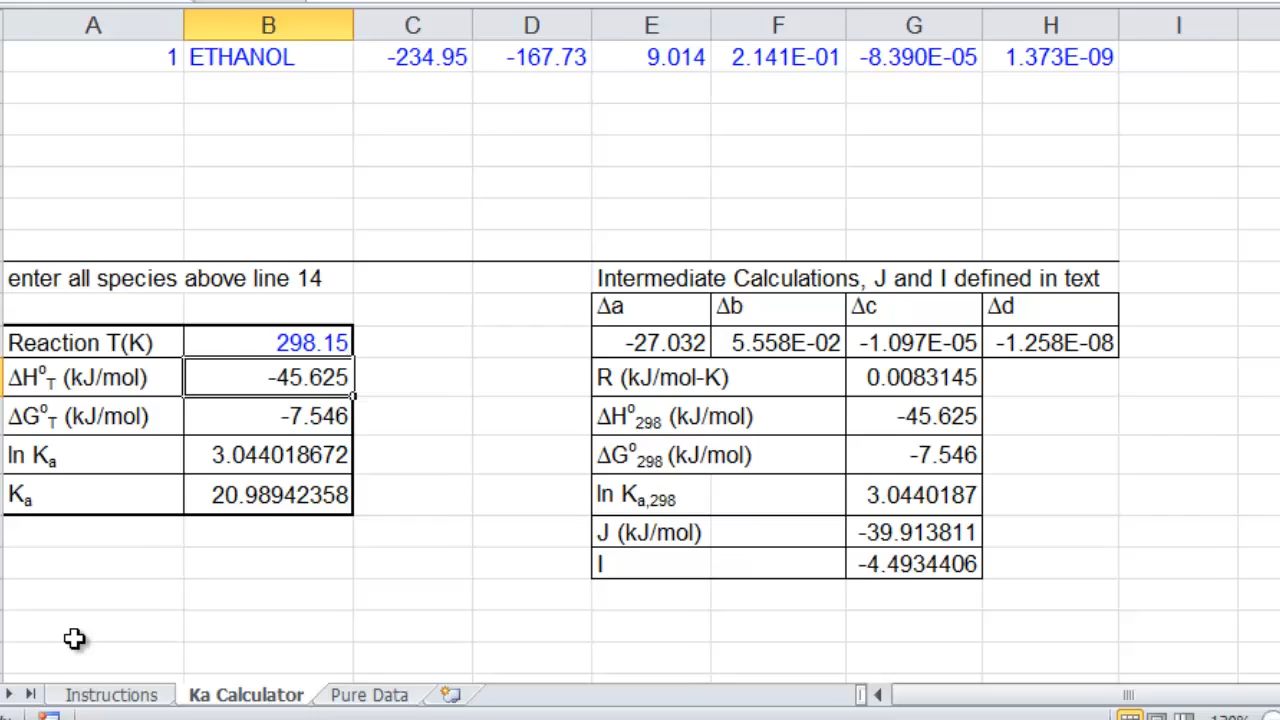 A B C D E F G H I
1 ETHANOL -234.95 -167.73 9.014 2.141E-01 -8.390E-05 1.373E-09
enter all species above line 14 Intermediate Calculations, J and I defined in text
Δa Δb Δc Δd
Reaction T(K) 298.15 -27.032 5.558E-02 -1.097E-05 -1.258E-08
ΔH°T (kJ/mol) -45.625 R (kJ/mol-K) 0.0083145
ΔG°T (kJ/mol) -7.546 ΔH°298 (kJ/mol) -45.625
ln Ka 3.044018672 ΔG°298 (kJ/mol) -7.546
Ka 20.98942358 ln Ka,298 3.0440187
J (kJ/mol) -39.913811
I -4.4934406
Instructions Ka Calculator Pure Data